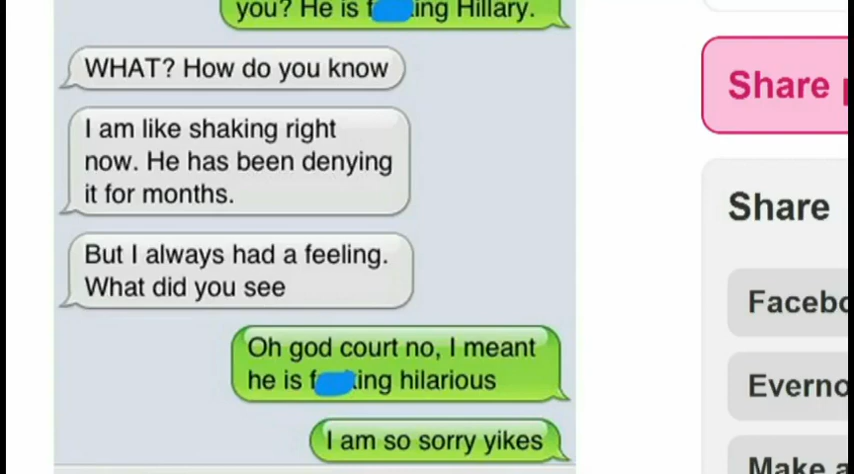 you? He is f ing Hillary.
WHAT? How do you know
I am like shaking right
now. He has been denying
it for months.
But I always had a feeling.
What did you see
Oh god court no, I meant
he is f king hilarious
I am so sorry yikes
Share
Share
Facebo
Everno
Make a